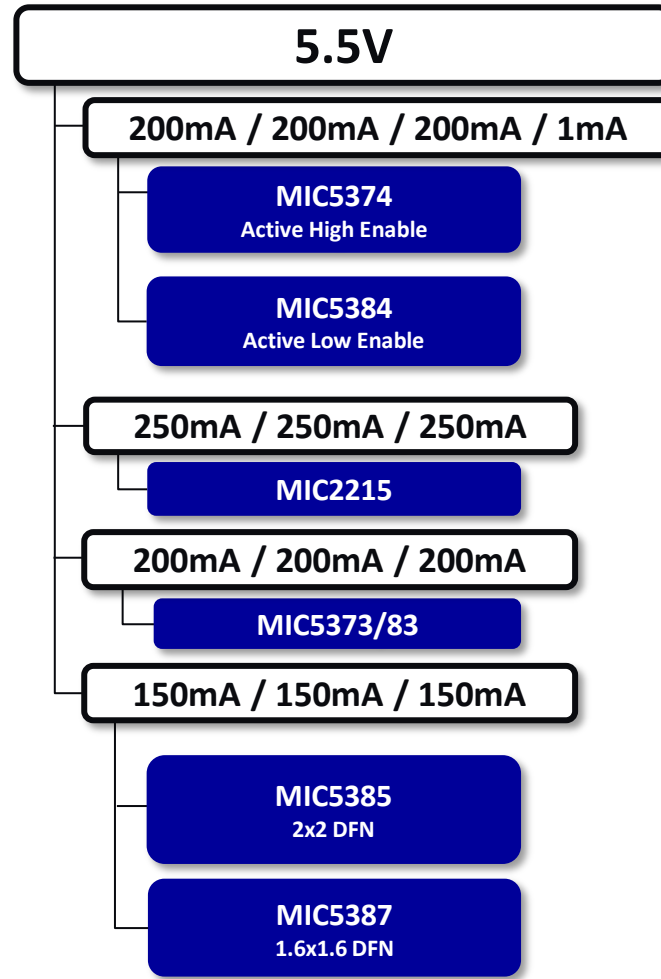 5.5V
200mA / 200mA / 200mA / 1mA
MIC5374
Active High Enable
MIC5384
Active Low Enable
250mA / 250mA / 250mA
MIC2215
200mA / 200mA / 200mA
MIC5373/83
150mA / 150mA / 150mA
MIC5385
2x2 DFN
MIC5387
1.6x1.6 DFN